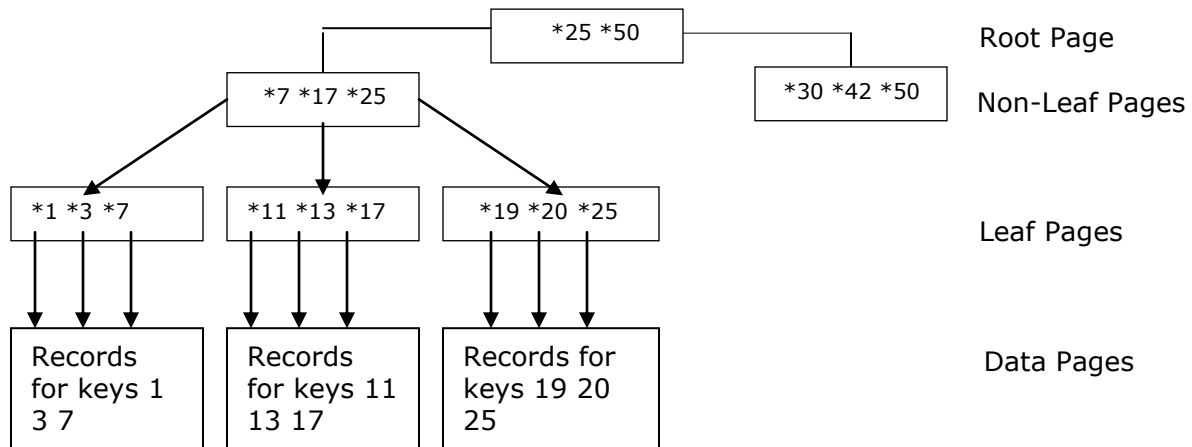 *25 *50
Root Page
*7 *17 *25
*30 *42 *50
Non-Leaf Pages
*1 *3 *7
*11 *13 *17
*19 *20 *25
Leaf Pages
Records
for keys 1
3 7
Records
for keys 11
13 17
Records for
keys 19 20
25
Data Pages